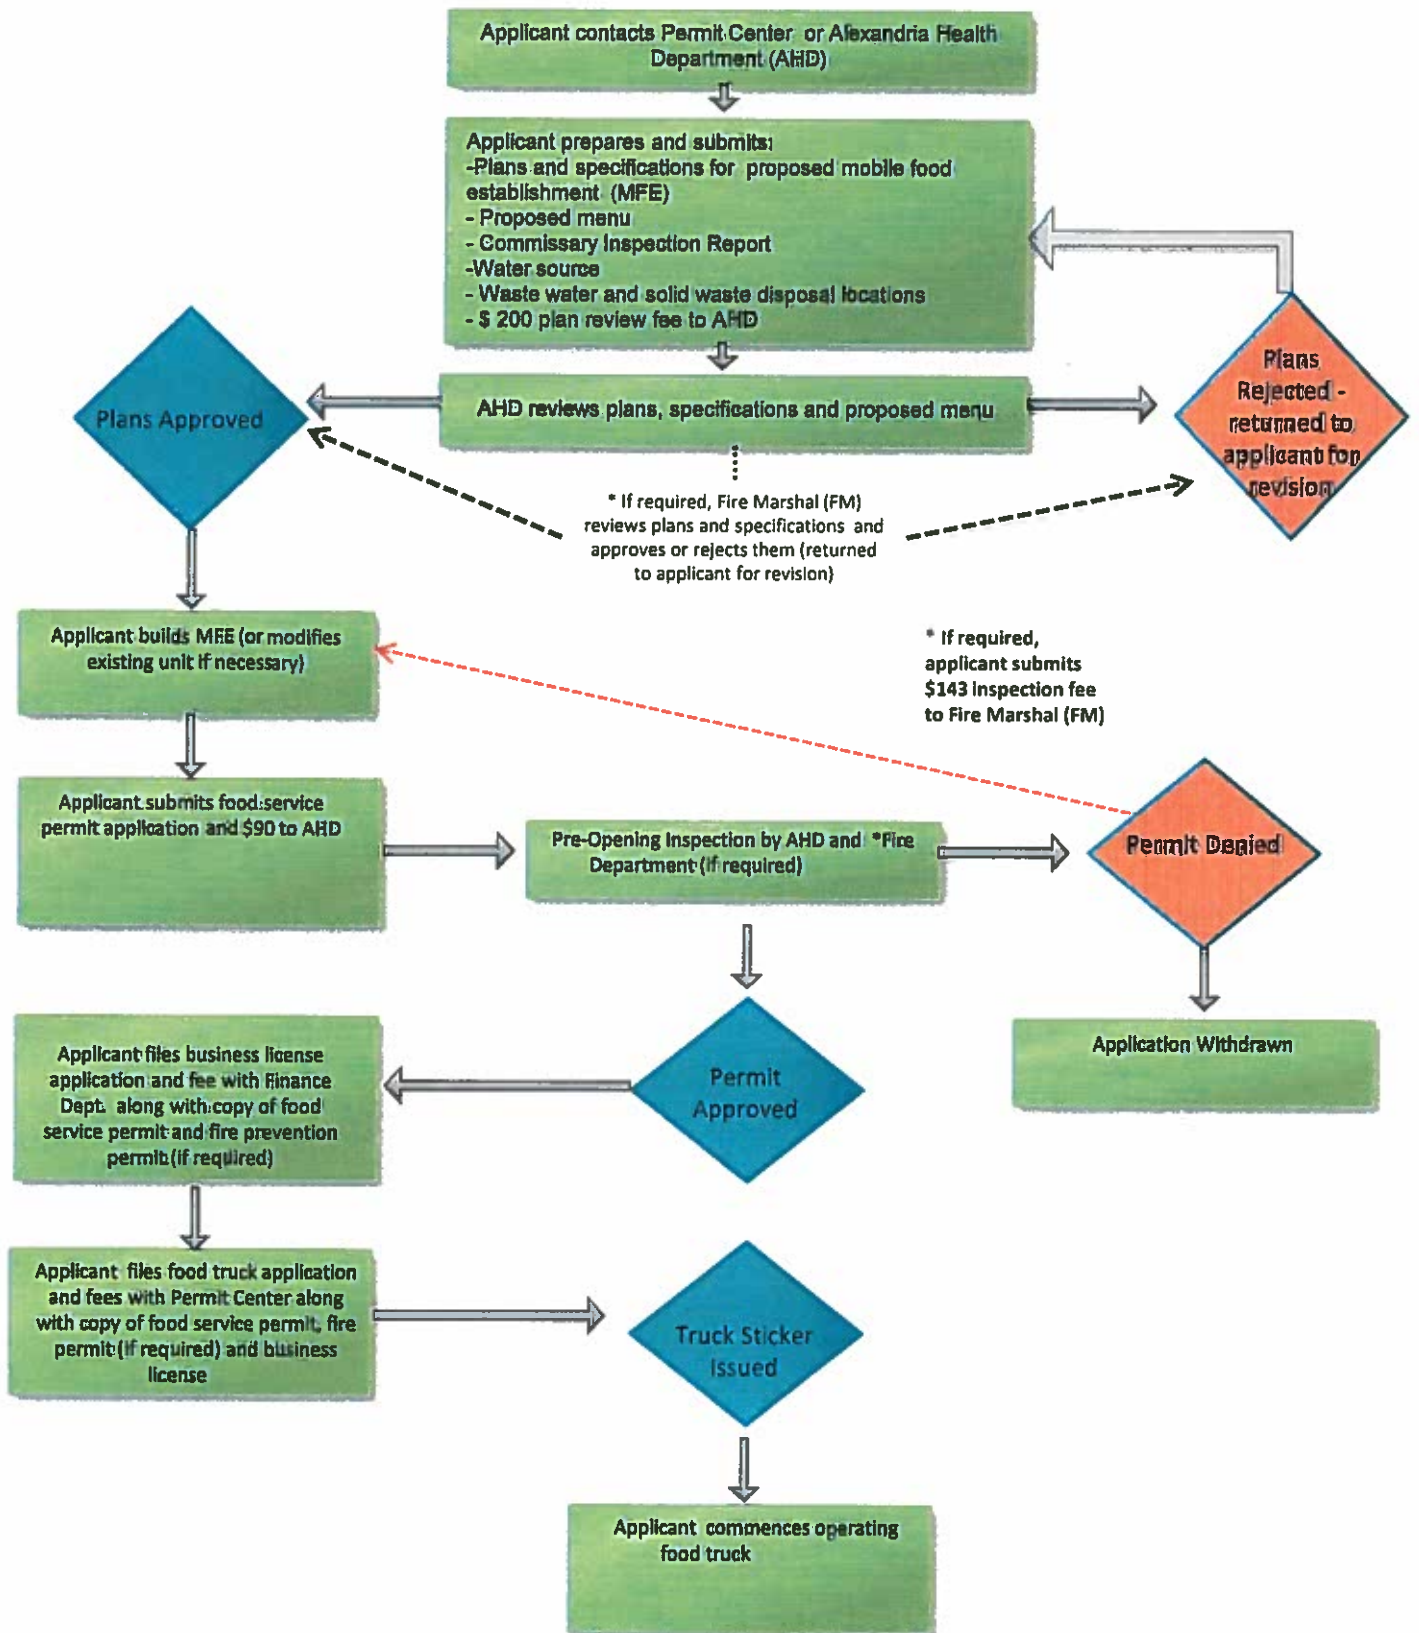 Applicant contacts Permit Center or Alexandria Health
Department (AHD)
Applicant prepares and submits:
-Plans and specifications for proposed mobile food
establishment (MFE)
- Proposed menu
- Commissary Inspection Report
-Water source
- Waste water and solid waste disposal locations
- $ 200 plan review fee to AHD
AHD reviews plans, specifications and proposed menu
Plans Approved
Plans
Rejected -
returned to
applicant for
revision
* If required, Fire Marshal (FM)
reviews plans and specifications and
approves or rejects them (returned
to applicant for revision)
Applicant builds MFE (or modifies
existing unit if necessary)
* If required,
applicant submits
$143 inspection fee
to Fire Marshal (FM)
Applicant submits food service
permit application and $90 to AHD
Pre-Opening Inspection by AHD and *Fire
Department (if required)
Permit Denied
Application Withdrawn
Permit
Approved
Applicant files business license
application and fee with Finance
Dept. along with copy of food
service permit and fire prevention
permit (if required)
Applicant files food truck application
and fees with Permit Center along
with copy of food service permit, fire
permit (if required) and business
license
Truck Sticker
Issued
Applicant commences operating
food truck